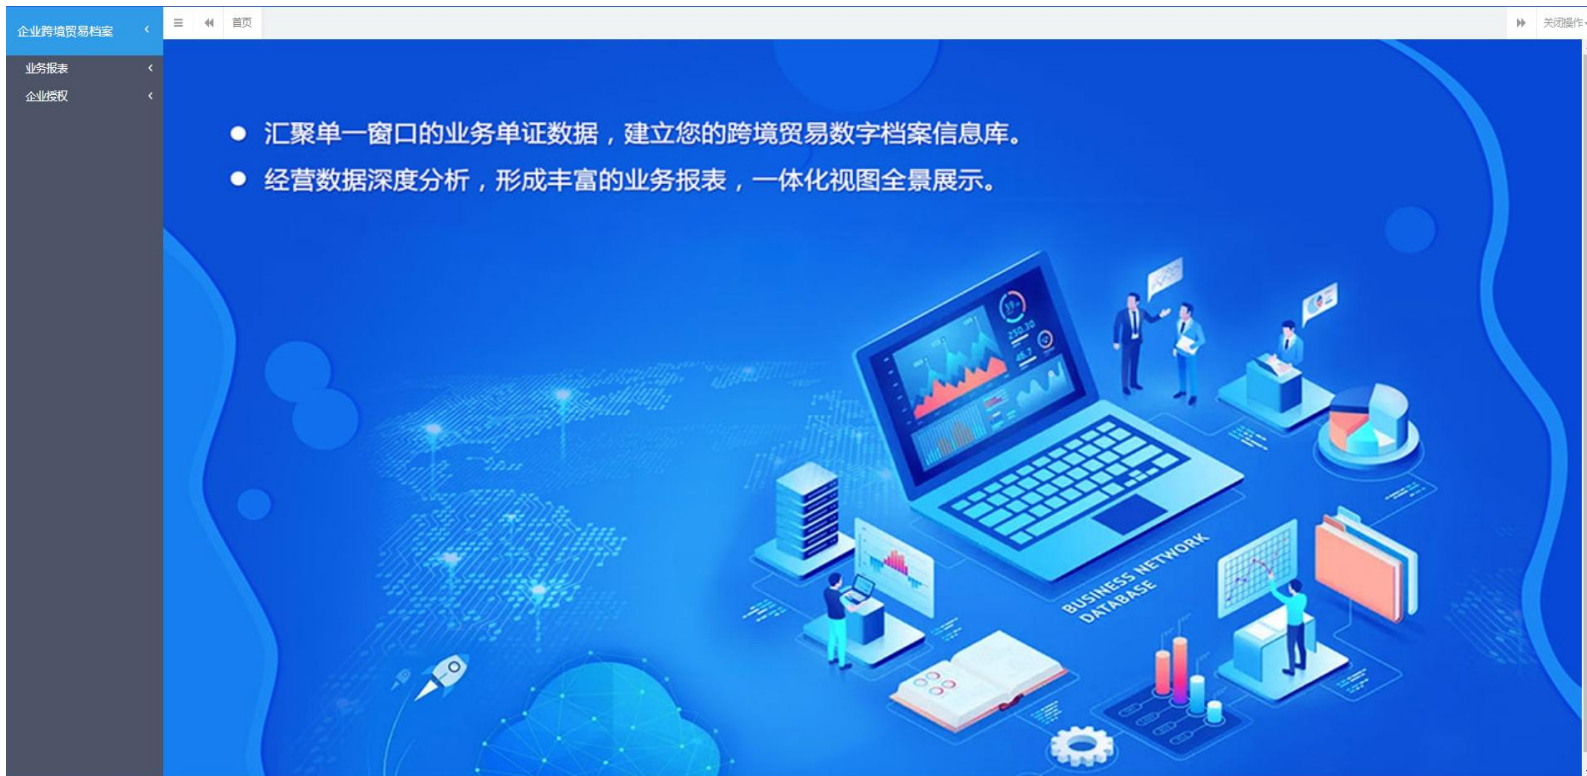 企业跨境贸易档案
首页
关闭操作
业务报表
企业授权
汇聚单一窗口的业务单证数据，建立您的跨境贸易数字档案信息库。
经营数据深度分析，形成丰富的业务报表，一体化视图全景展示。
250.30
46.7
BUSINESS NETWORK
DATABASE